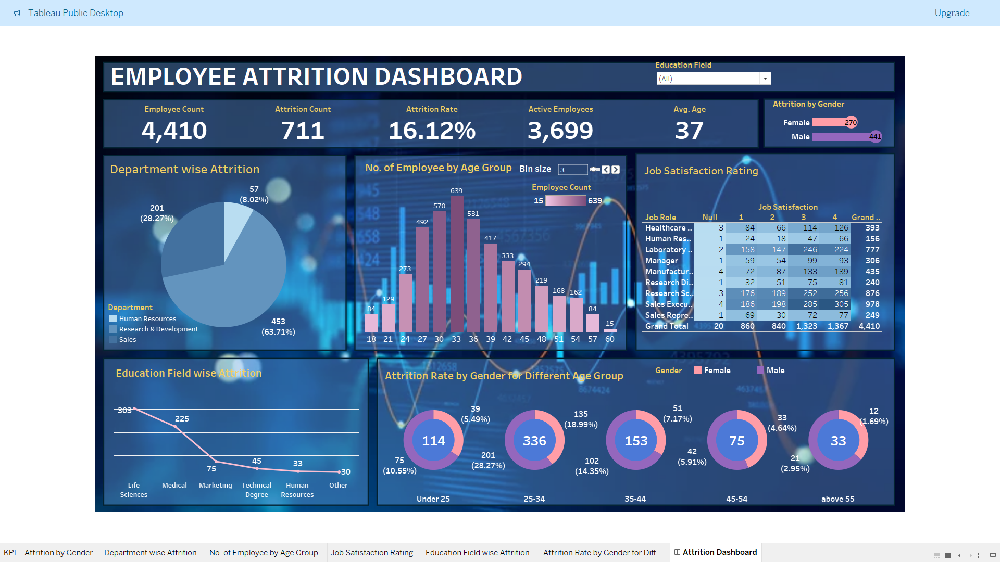 Tableau Public Desktop
Upgrade
EMPLOYEE ATTRITION DASHBOARD
Education Field
(All)
Employee Count
4,410
Attrition Count
711
Attrition Rate
16.12%
Active Employees
3,699
Avg. Age
37
Attrition by Gender
Female 270
Male 441
Department wise Attrition
57
(8.02%)
201
(28.27%)
453
(63.71%)
Department
Human Resources
Research & Development
Sales
No. of Employee by Age Group
Bin size 3
Employee Count
15 639
84 129 273 492 570 639 531 417 333 294 219 168 162 84 15
18 21 24 27 30 33 36 39 42 45 48 51 54 57 60
Job Satisfaction Rating
Job Satisfaction
Job Role Null 1 2 3 4 Grand ..
Healthcare .. 3 84 66 114 126 393
Human Res.. 1 24 18 47 66 156
Laboratory .. 2 158 147 246 224 777
Manager 1 59 54 99 93 306
Manufactur.. 4 72 87 133 139 435
Research Di.. 1 32 51 75 81 240
Research Sc.. 3 176 189 252 256 876
Sales Execu.. 4 186 198 285 305 978
Sales Repre.. 1 69 30 72 77 249
Grand Total 20 860 840 1,323 1,367 4,410
Education Field wise Attrition
303
225
75
45
33
30
Life Sciences
Medical
Marketing
Technical Degree
Human Resources
Other
Attrition Rate by Gender for Different Age Group
Gender Female Male
39
(5.49%)
114
75
(10.55%)
Under 25
135
(18.99%)
336
201
(28.27%)
25-34
51
(7.17%)
153
102
(14.35%)
35-44
33
(4.64%)
75
42
(5.91%)
45-54
12
(1.69%)
33
21
(2.95%)
above 55
KPI
Attrition by Gender
Department wise Attrition
No. of Employee by Age Group
Job Satisfaction Rating
Education Field wise Attrition
Attrition Rate by Gender for Diff...
Attrition Dashboard